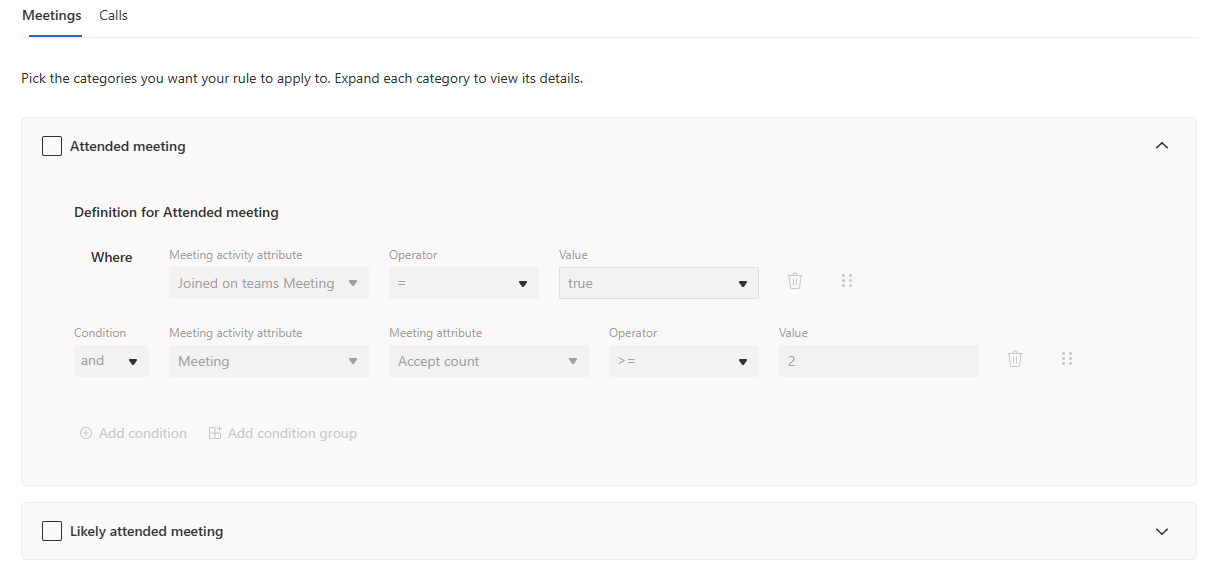 Meetings Calls
Pick the categories you want your rule to apply to. Expand each category to view its details.
Attended meeting
Definition for Attended meeting
Where
Meeting activity attribute Operator Value
Joined on teams Meeting = true
Condition Meeting activity attribute Meeting attribute Operator Value
and Meeting Accept count >= 2
Add condition Add condition group
Likely attended meeting